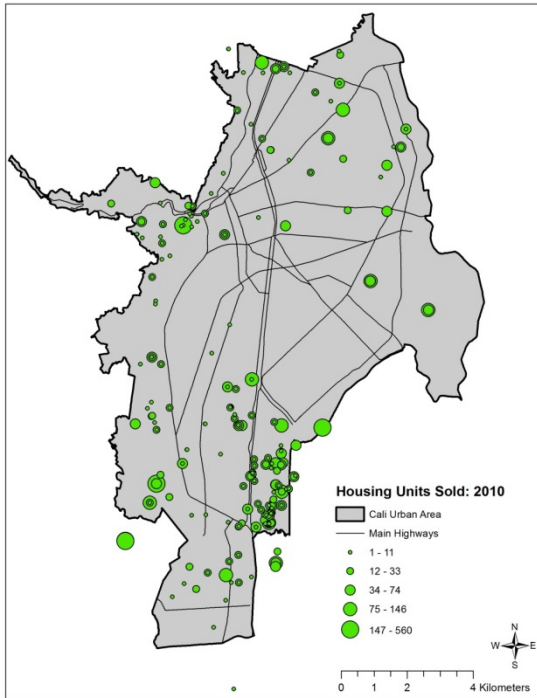 Housing Units Sold: 2010
Cali Urban Area
Main Highways
1 - 11
12 - 33
34 - 74
75 - 146
147 - 560
N
W E
S
0 1 2 4 Kilometers